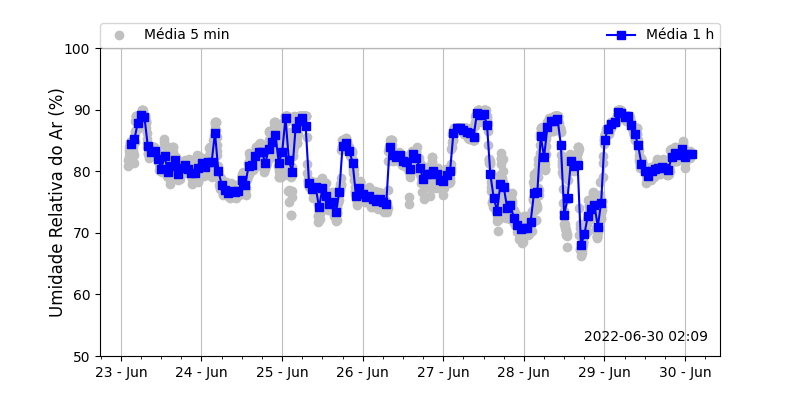 Média 5 min Média 1 h
Umidade Relativa do Ar (%)
100
90
80
70
60
50
2022-06-30 02:09
23 - Jun 24 - Jun 25 - Jun 26 - Jun 27 - Jun 28 - Jun 29 - Jun 30 - Jun